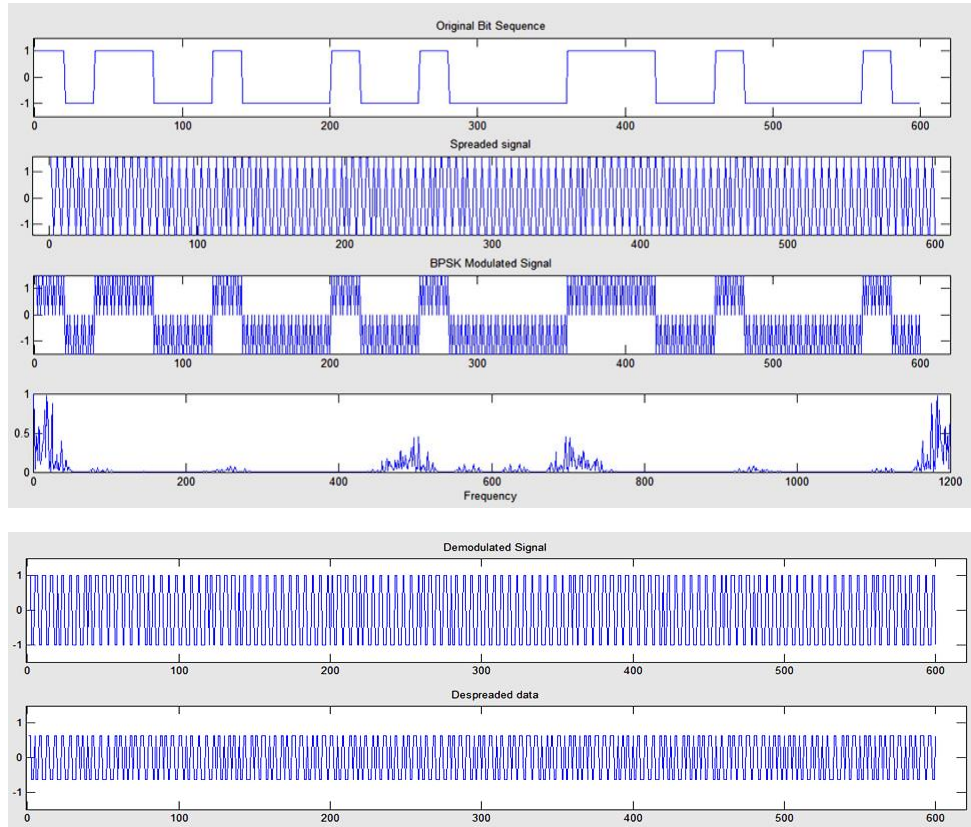 Original Bit Sequence
1
0
-1
0 100 200 300 400 500 600
Spreaded signal
1
0
-1
0 100 200 300 400 500 600
BPSK Modulated Signal
1
0
-1
0 100 200 300 400 500 600
1
0.5
0
0 200 400 600 800 1000 1200
Frequency
Demodulated Signal
1
0
-1
0 100 200 300 400 500 600
Despreaded data
1
0
-1
0 100 200 300 400 500 600